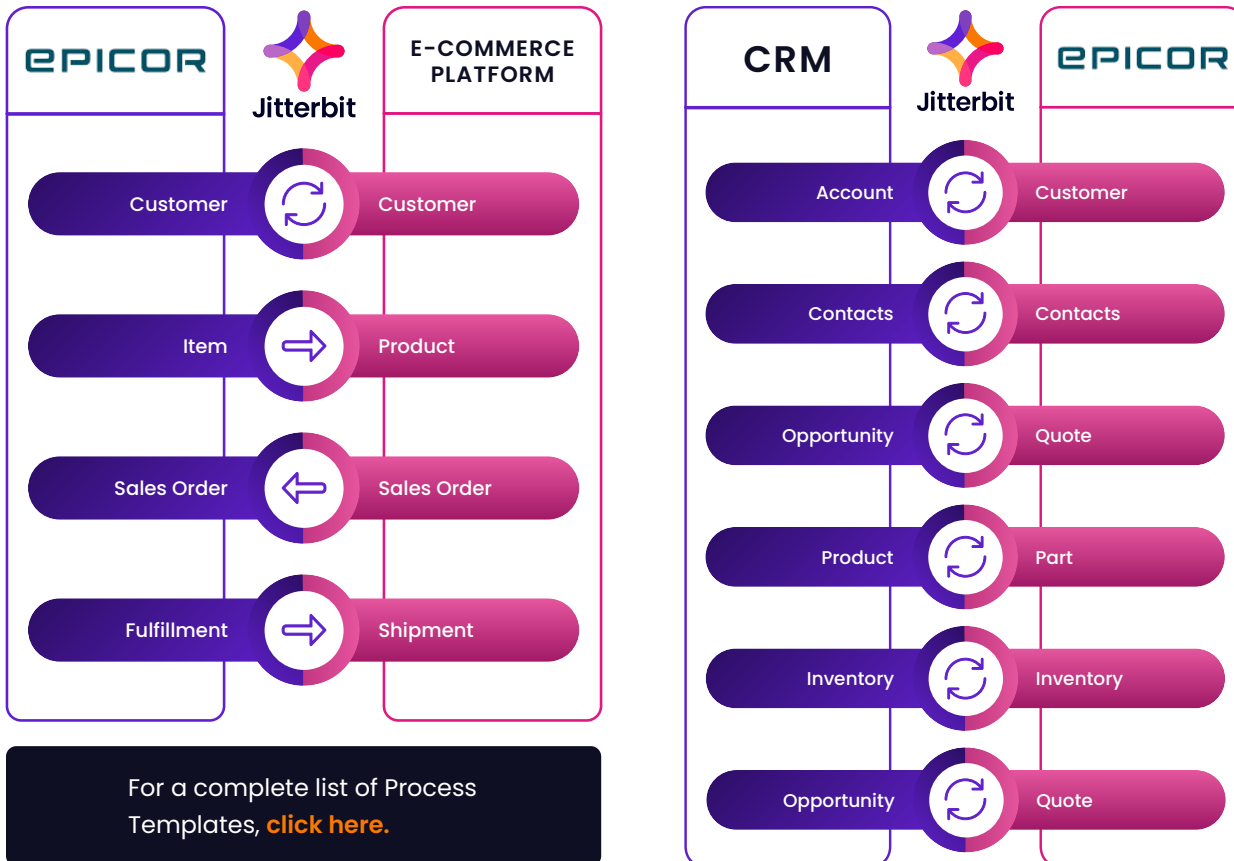 EPICOR
Jitterbit
E-COMMERCE
PLATFORM
Customer Customer
Item Product
Sales Order Sales Order
Fulfillment Shipment
For a complete list of Process
Templates, click here.
CRM
Jitterbit
EPICOR
Account Customer
Contacts Contacts
Opportunity Quote
Product Part
Inventory Inventory
Opportunity Quote